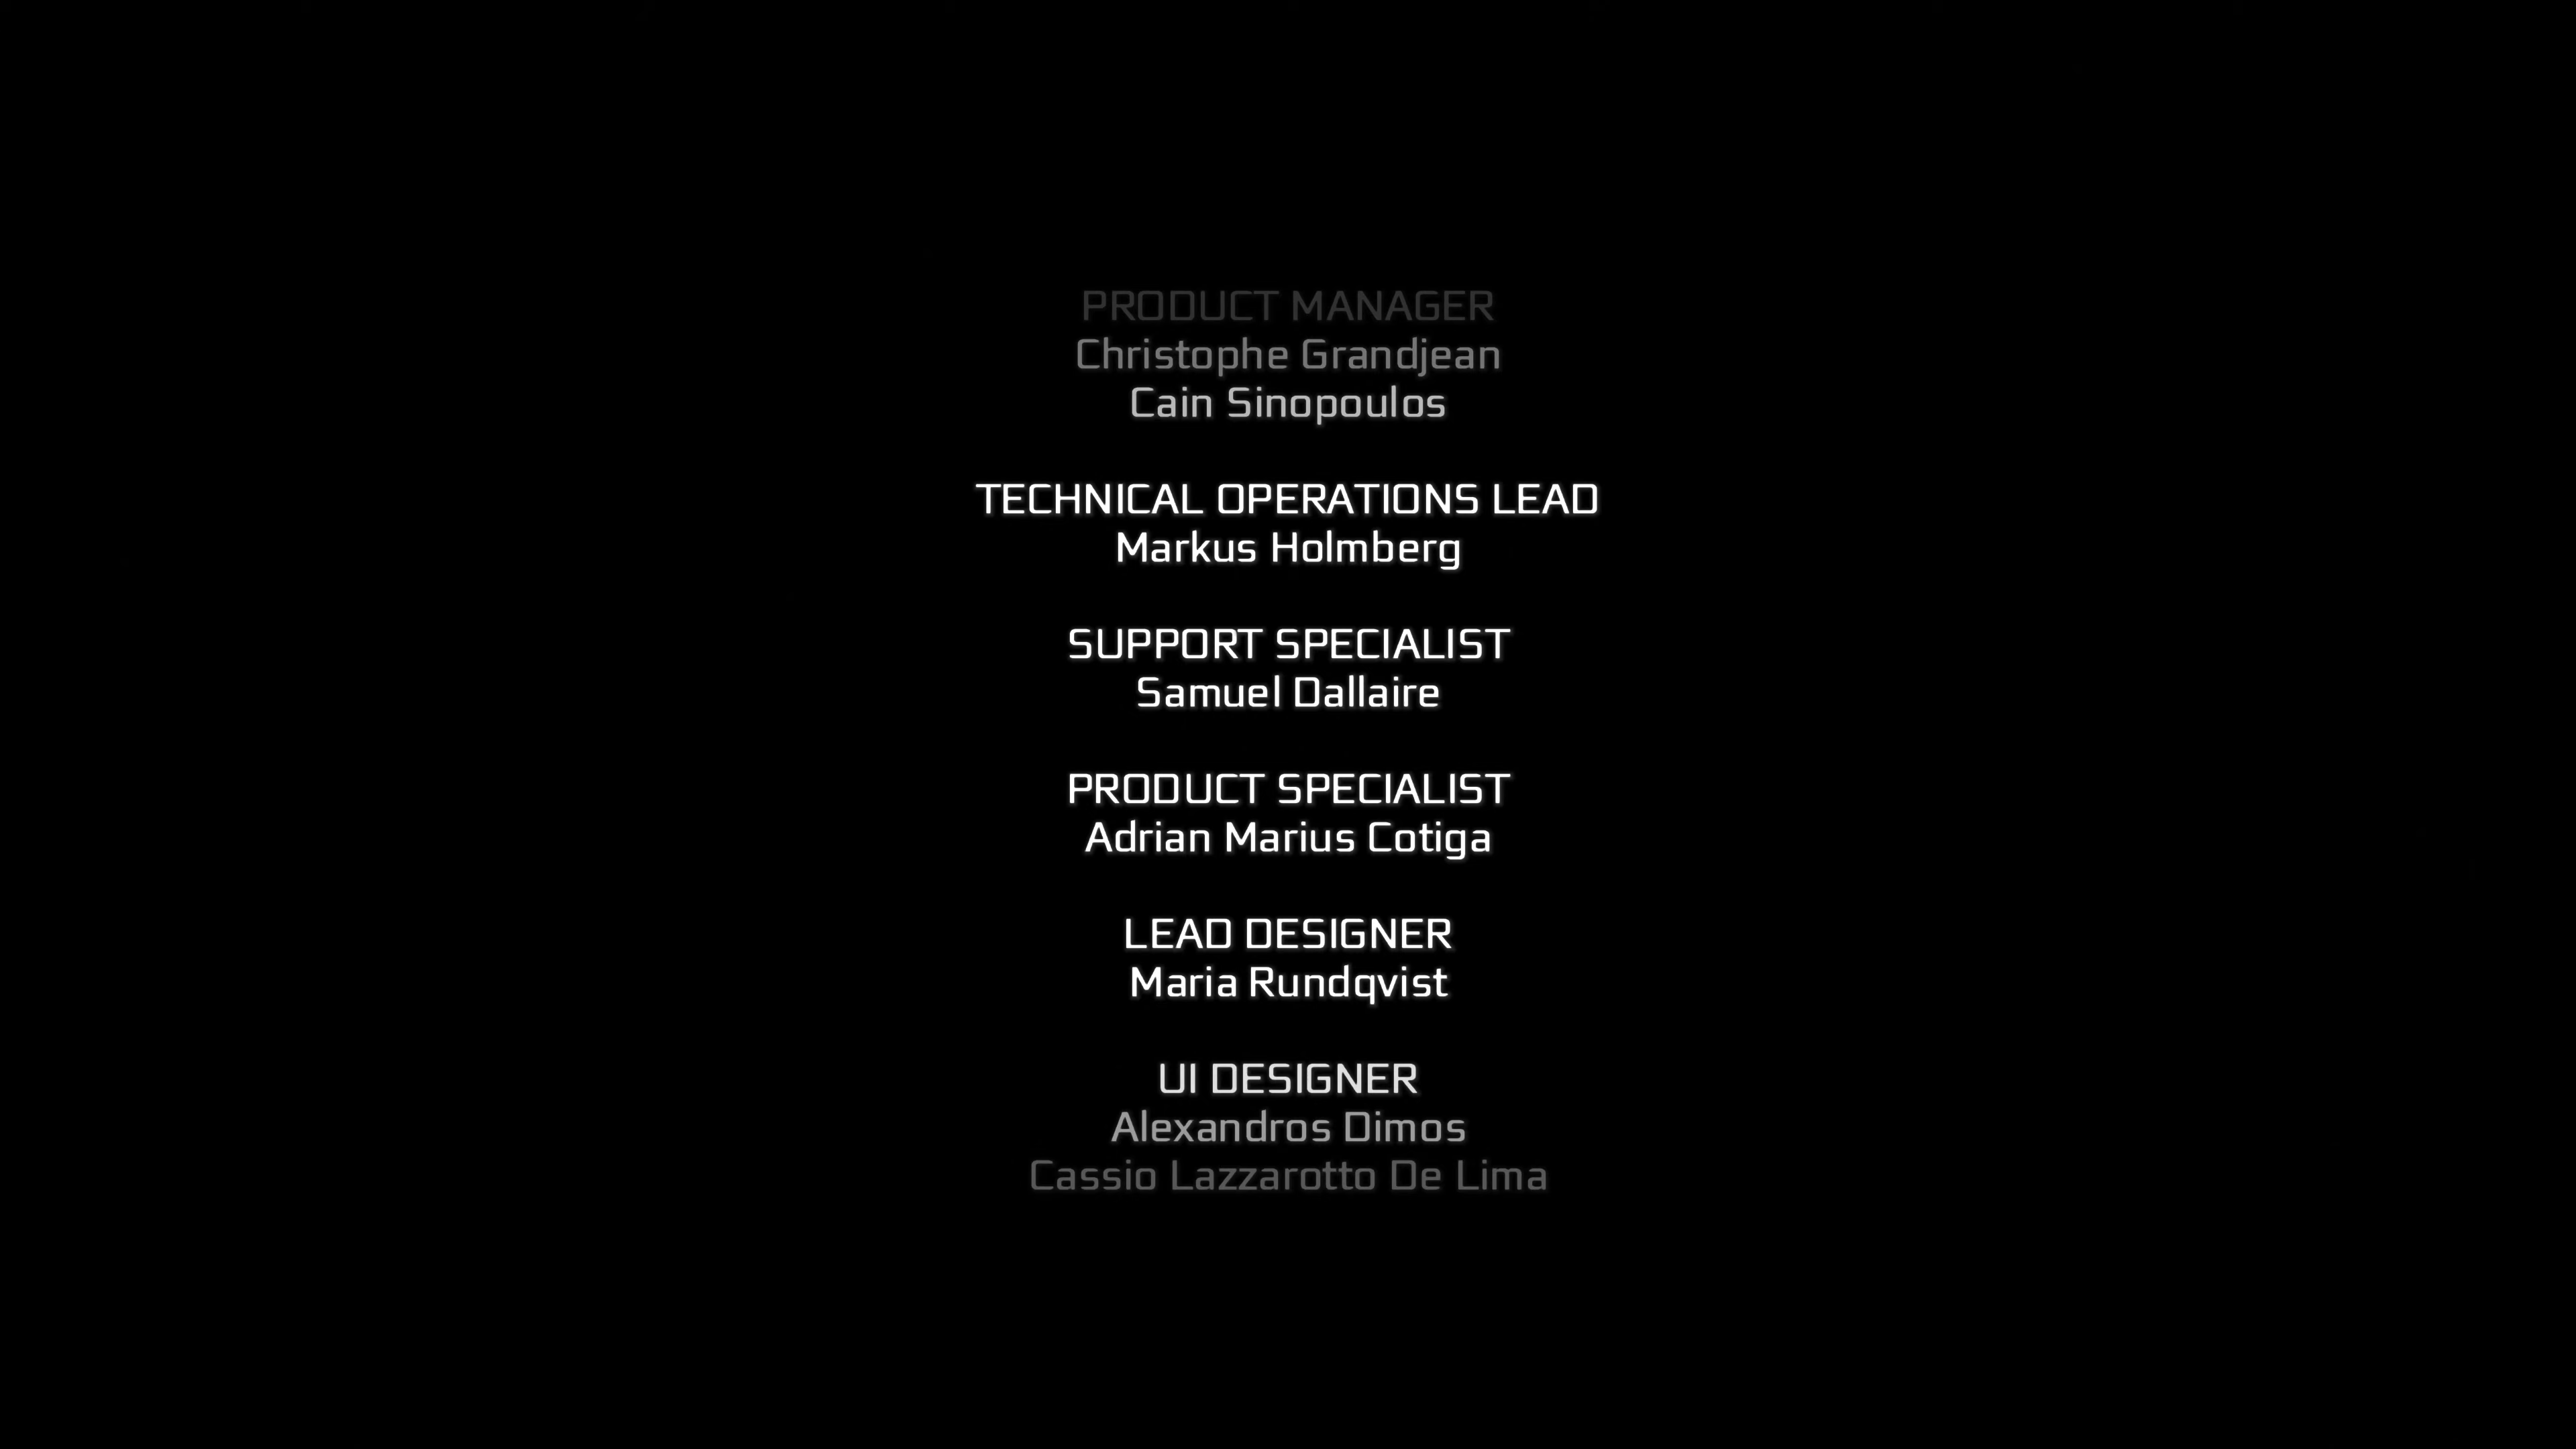 PRODUCT MANAGER
Christophe Grandjean
Cain Sinopoulos
TECHNICAL OPERATIONS LEAD
Markus Holmberg
SUPPORT SPECIALIST
Samuel Dallaire
PRODUCT SPECIALIST
Adrian Marius Cotiga
LEAD DESIGNER
Maria Rundqvist
UI DESIGNER
Alexandros Dimos
Cassio Lazzarotto De Lima